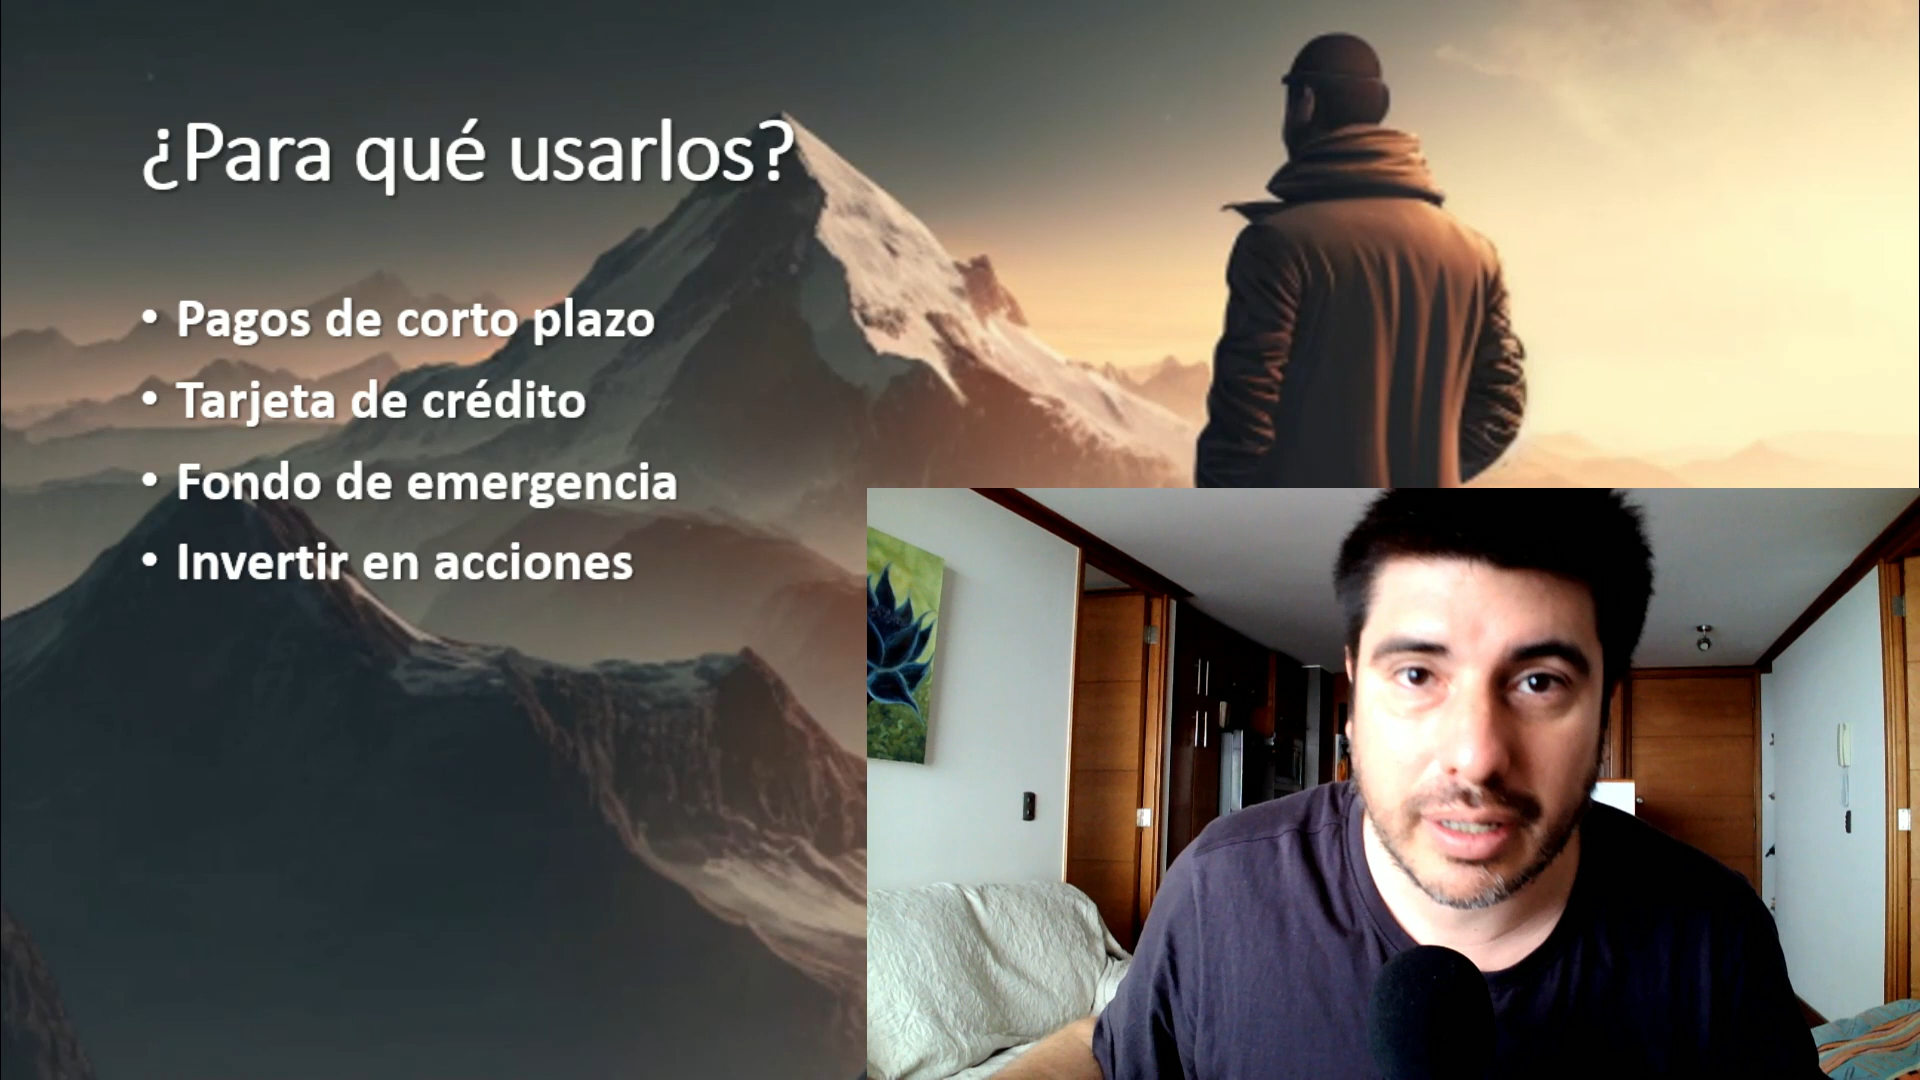 ¿Para qué usarlos?
• Pagos de corto plazo
• Tarjeta de crédito
• Fondo de emergencia
• Invertir en acciones